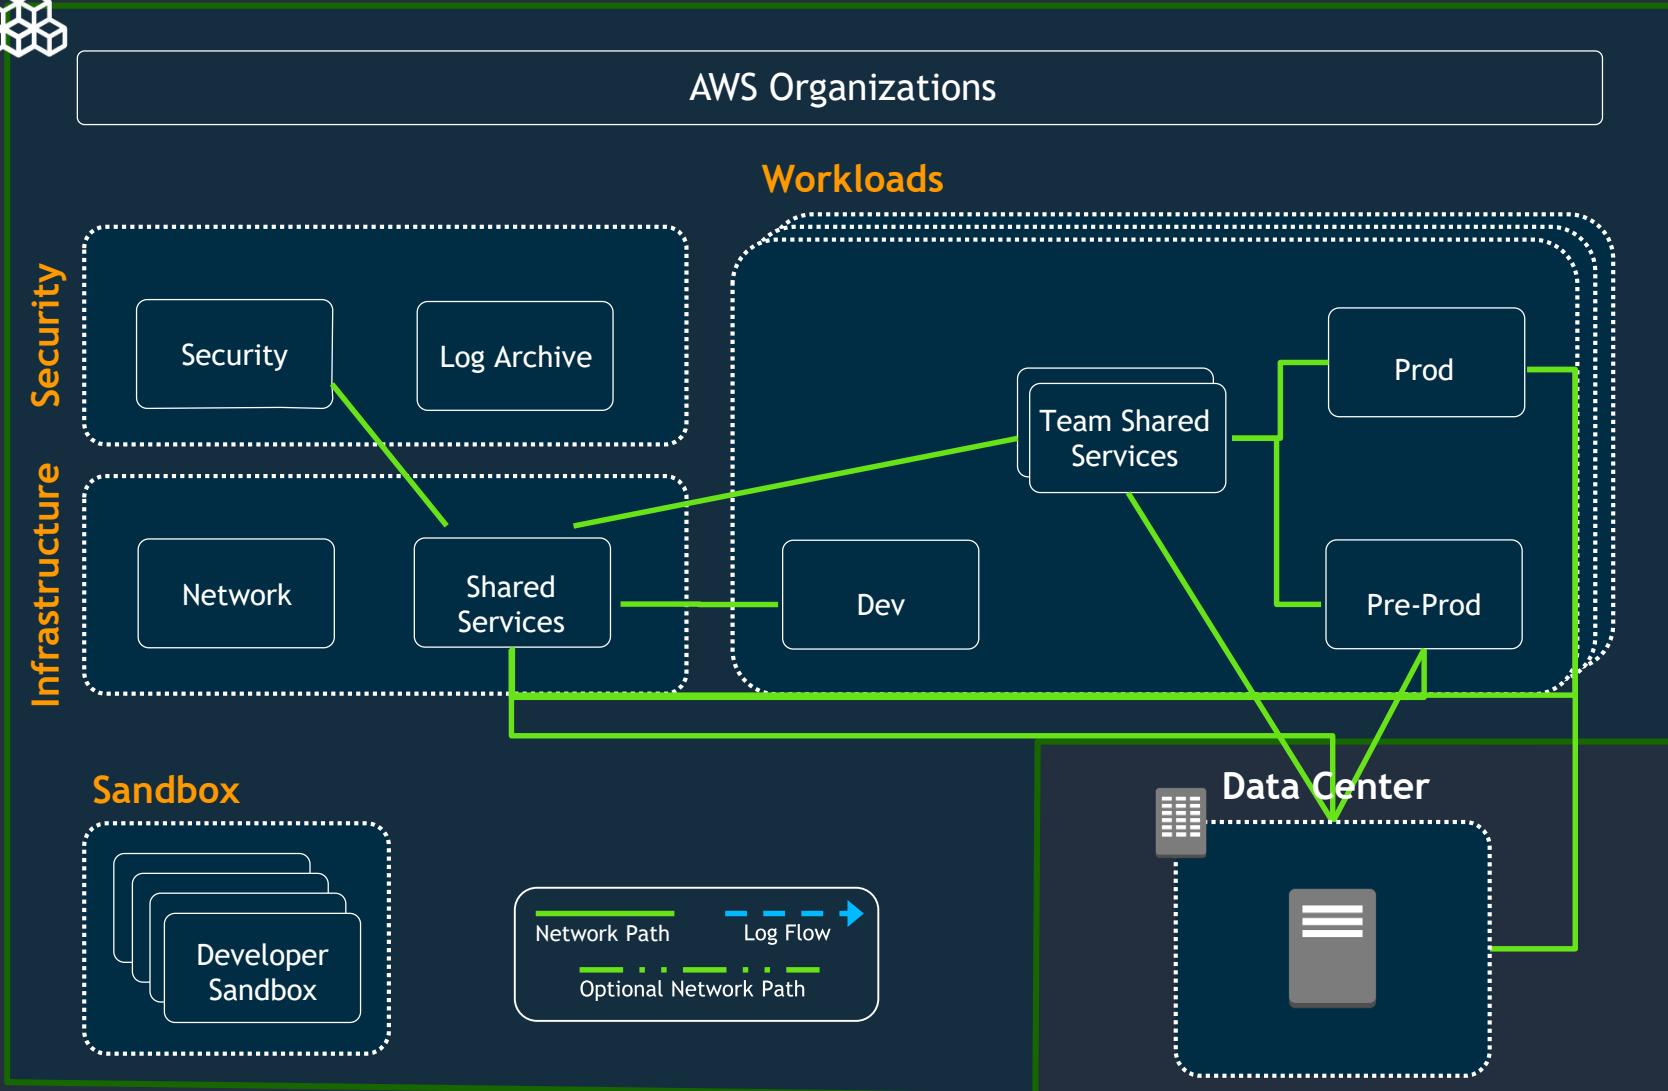 AWS Organizations
Workloads
Security
Security
Log Archive
Team Shared
Services
Prod
Infrastructure
Network
Shared
Services
Dev
Pre-Prod
Sandbox
Developer
Sandbox
Network Path
Log Flow
Optional Network Path
Data Center